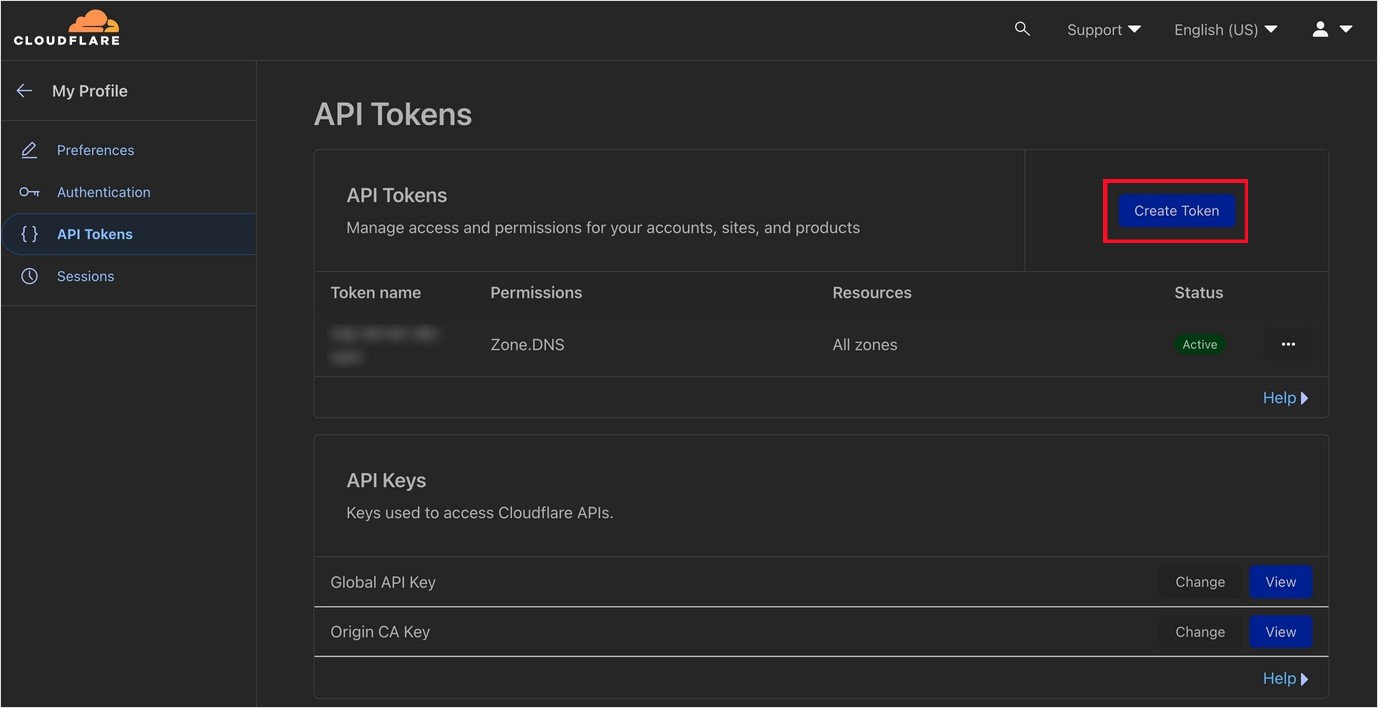 CLOUDFLARE
Support
English (US)
My Profile
Preferences
Authentication
API Tokens
Sessions
API Tokens
API Tokens
Manage access and permissions for your accounts, sites, and products
Create Token
Token name Permissions Resources Status
Zone.DNS All zones Active
Help
API Keys
Keys used to access Cloudflare APIs.
Global API Key Change View
Origin CA Key Change View
Help